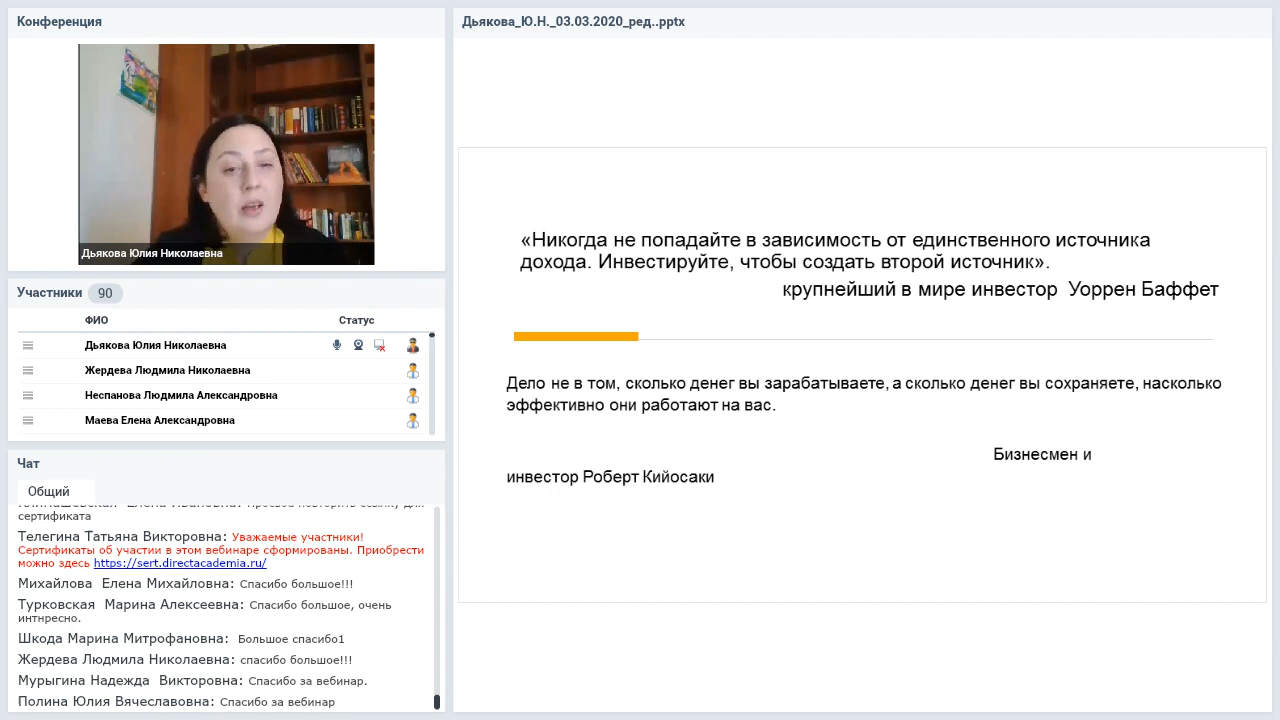 Конференция
Дьякова Юлия Николаевна
Участники 90
ФИО Статус
Дьякова Юлия Николаевна
Жердева Людмила Николаевна
Неспанова Людмила Александровна
Маева Елена Александровна
Чат
Общий
сертификата
Телегина Татьяна Викторовна: Уважаемые участники!
Сертификаты об участии в этом вебинаре сформированы. Приобрести
можно здесь https://sert.directacademia.ru/
Михайлова Елена Михайловна: Спасибо большое!!!
Турковская Марина Алексеевна: Спасибо большое, очень
интнресно.
Шкода Марина Митрофановна: Большое спасибо1
Жердева Людмила Николаевна: спасибо большое!!!
Мурыгина Надежда Викторовна: Спасибо за вебинар.
Полина Юлия Вячеславовна: Спасибо за вебинар
Дьякова_Ю.Н._03.03.2020_ред..pptx
«Никогда не попадайте в зависимость от единственного источника
дохода. Инвестируйте, чтобы создать второй источник».
крупнейший в мире инвестор Уоррен Баффет
Дело не в том, сколько денег вы зарабатываете, а сколько денег вы сохраняете, насколько
эффективно они работают на вас.
Бизнесмен и
инвестор Роберт Кийосаки